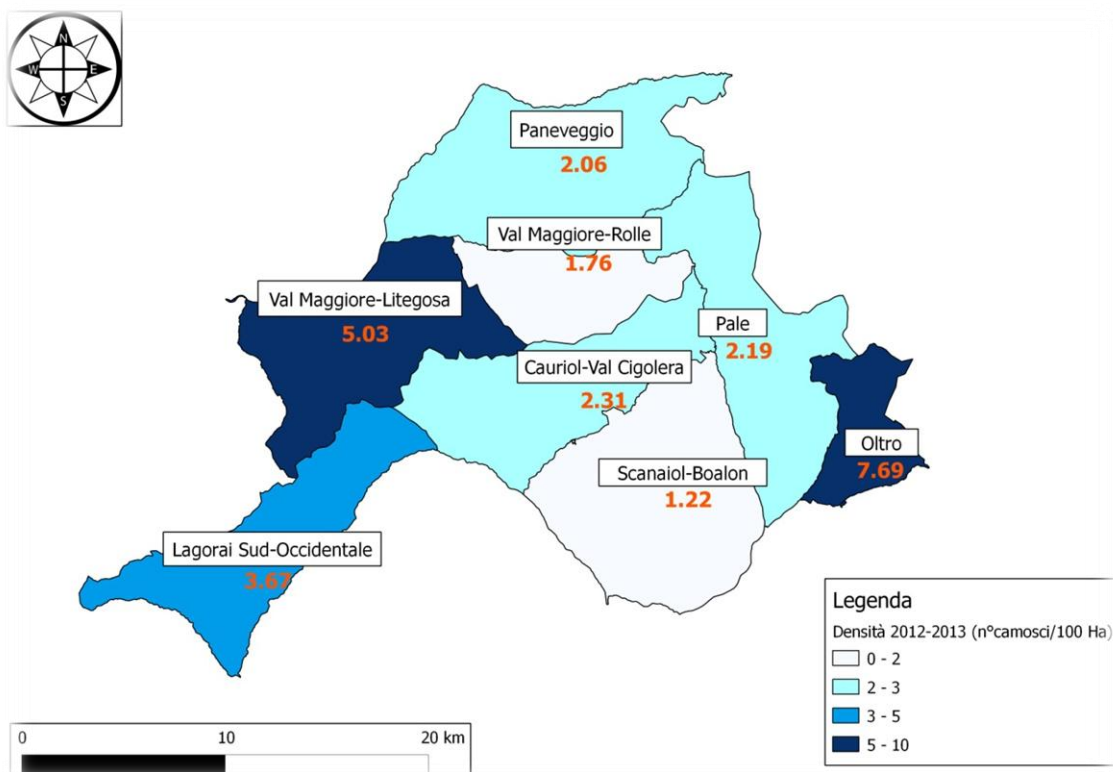 N
W E
S
Paneveggio
2.06
Val Maggiore-Rolle
1.76
Val Maggiore-Litegosa
5.03
Pale
2.19
Cauriol-Val Cigolera
2.31
Oltro
7.69
Scanaiol-Boalon
1.22
Lagorai Sud-Occidentale
3.67
Legenda
Densità 2012-2013 (n°camosci/100 Ha)
0 - 2
2 - 3
3 - 5
5 - 10
0 10 20 km